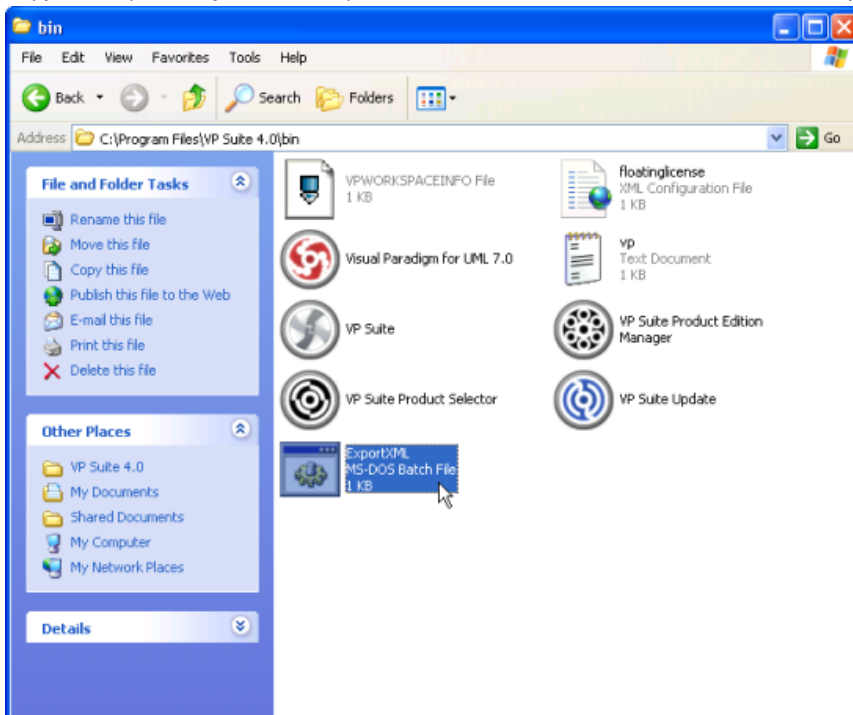 bin
File Edit View Favorites Tools Help
Back Search Folders
Address C:\Program Files\VP Suite 4.0\bin Go
File and Folder Tasks
Rename this file
Move this file
Copy this file
Publish this file to the Web
E-mail this file
Print this file
Delete this file
Other Places
VP Suite 4.0
My Documents
Shared Documents
My Computer
My Network Places
Details
VPWORKSPACEINFO File
1 KB
floatinglicense
XML Configuration File
1 KB
Visual Paradigm for UML 7.0
vp
Text Document
1 KB
VP Suite
VP Suite Product Edition
Manager
VP Suite Product Selector
VP Suite Update
ExportXML
MS-DOS Batch File
1 KB